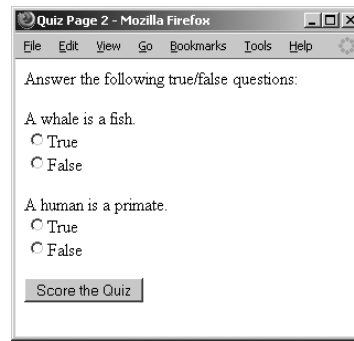 Quiz Page 2 - Mozilla Firefox
File Edit View Go Bookmarks Tools Help
Answer the following true/false questions:
A whale is a fish.
True
False
A human is a primate.
True
False
Score the Quiz